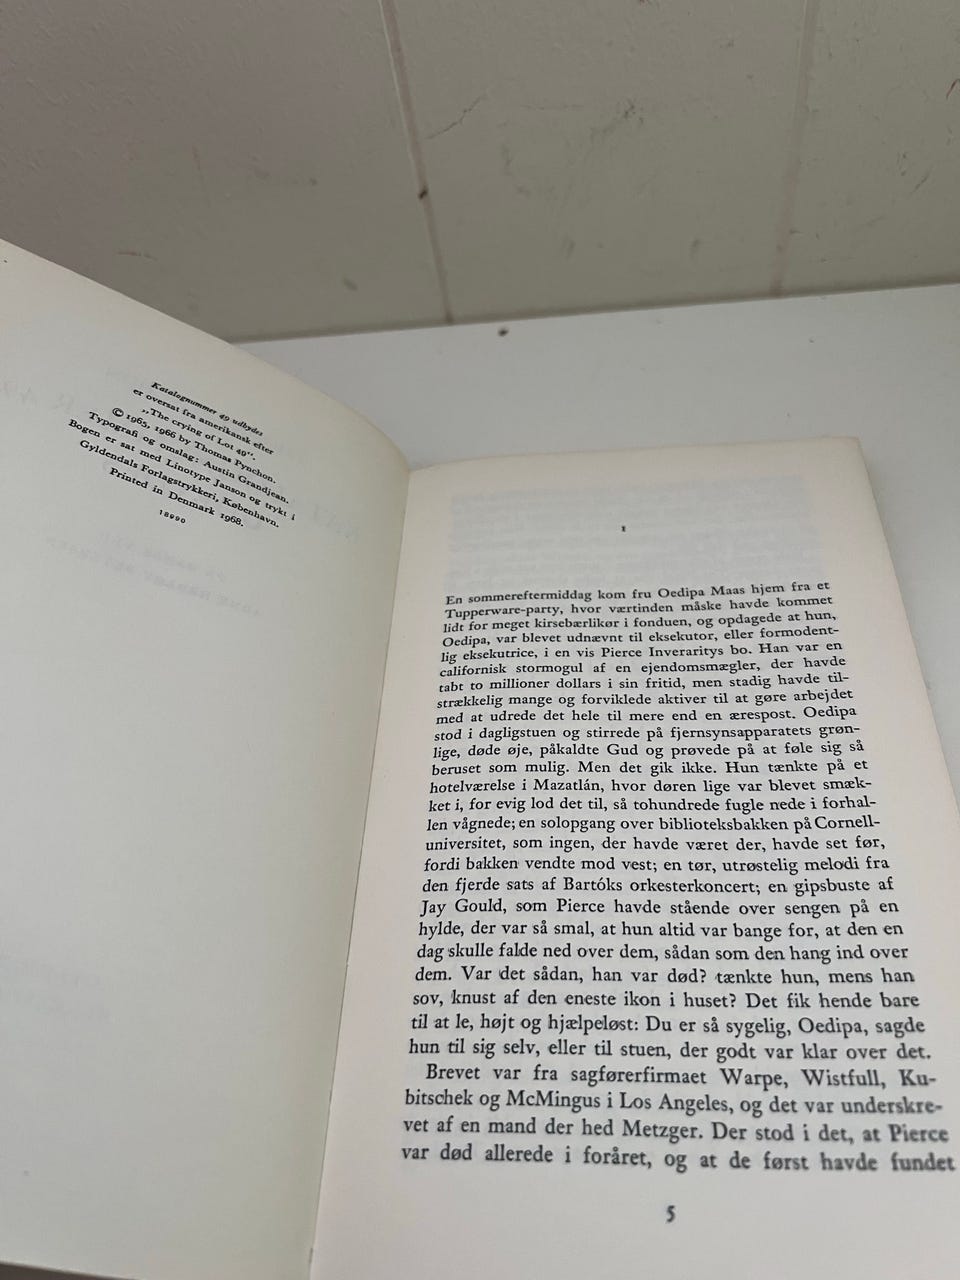 Katalognummer 49 udbydes
er oversat fra amerikansk efter
„The crying of Lot 49”.
© 1965, 1966 by Thomas Pynchon.
Typografi og omslag: Austin Grandjean.
Bogen er sat med Linotype Janson og trykt i
Gyldendals Forlagstrykkeri, København.
Printed in Denmark 1968.
18990
1
En sommereftermiddag kom fru Oedipa Maas hjem fra et
Tupperware-party, hvor værtinden måske havde kommet
lidt for meget kirsebærlikør i fonduen, og opdagede at hun,
Oedipa, var blevet udnævnt til eksekutor, eller formodent-
lig eksekutrice, i en vis Pierce Inveraritys bo. Han var en
californisk stormogul af en ejendomsmægler, der havde
tabt to millioner dollars i sin fritid, men stadig havde til-
strækkelig mange og forviklede aktiver til at gøre arbejdet
med at udrede det hele til mere end en ærespost. Oedipa
stod i dagligstuen og stirrede på fjernsynsapparatets grøn-
lige, døde øje, påkaldte Gud og prøvede på at føle sig så
beruset som mulig. Men det gik ikke. Hun tænkte på et
hotelværelse i Mazatlán, hvor døren lige var blevet smæk-
ket i, for evig lod det til, så tohundrede fugle nede i forhal-
len vågnede; en solopgang over biblioteksbakken på Cornell-
universitet, som ingen, der havde været der, havde set før,
fordi bakken vendte mod vest; en tør, utrøstelig melodi fra
den fjerde sats af Bartóks orkesterkoncert; en gipsbuste af
Jay Gould, som Pierce havde stående over sengen på en
hylde, der var så smal, at hun altid var bange for, at den en
dag skulle falde ned over dem, sådan som den hang ind over
dem. Var det sådan, han var død? tænkte hun, mens han
sov, knust af den eneste ikon i huset? Det fik hende bare
til at le, højt og hjælpeløst: Du er så sygelig, Oedipa, sagde
hun til sig selv, eller til stuen, der godt var klar over det.
Brevet var fra sagførerfirmaet Warpe, Wistfull, Ku-
bitschek og McMingus i Los Angeles, og det var underskre-
vet af en mand der hed Metzger. Der stod i det, at Pierce
var død allerede i foråret, og at de først havde fundet
5